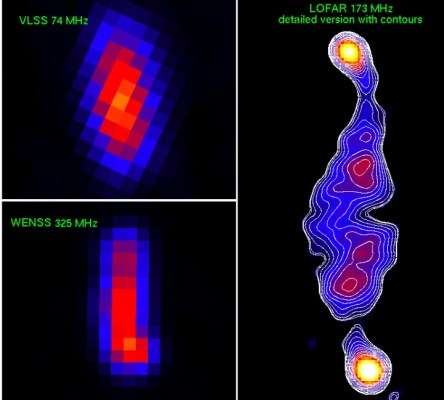 VLSS 74 MHz
LOFAR 173 MHz
detailed version with contours
WENSS 325 MHz